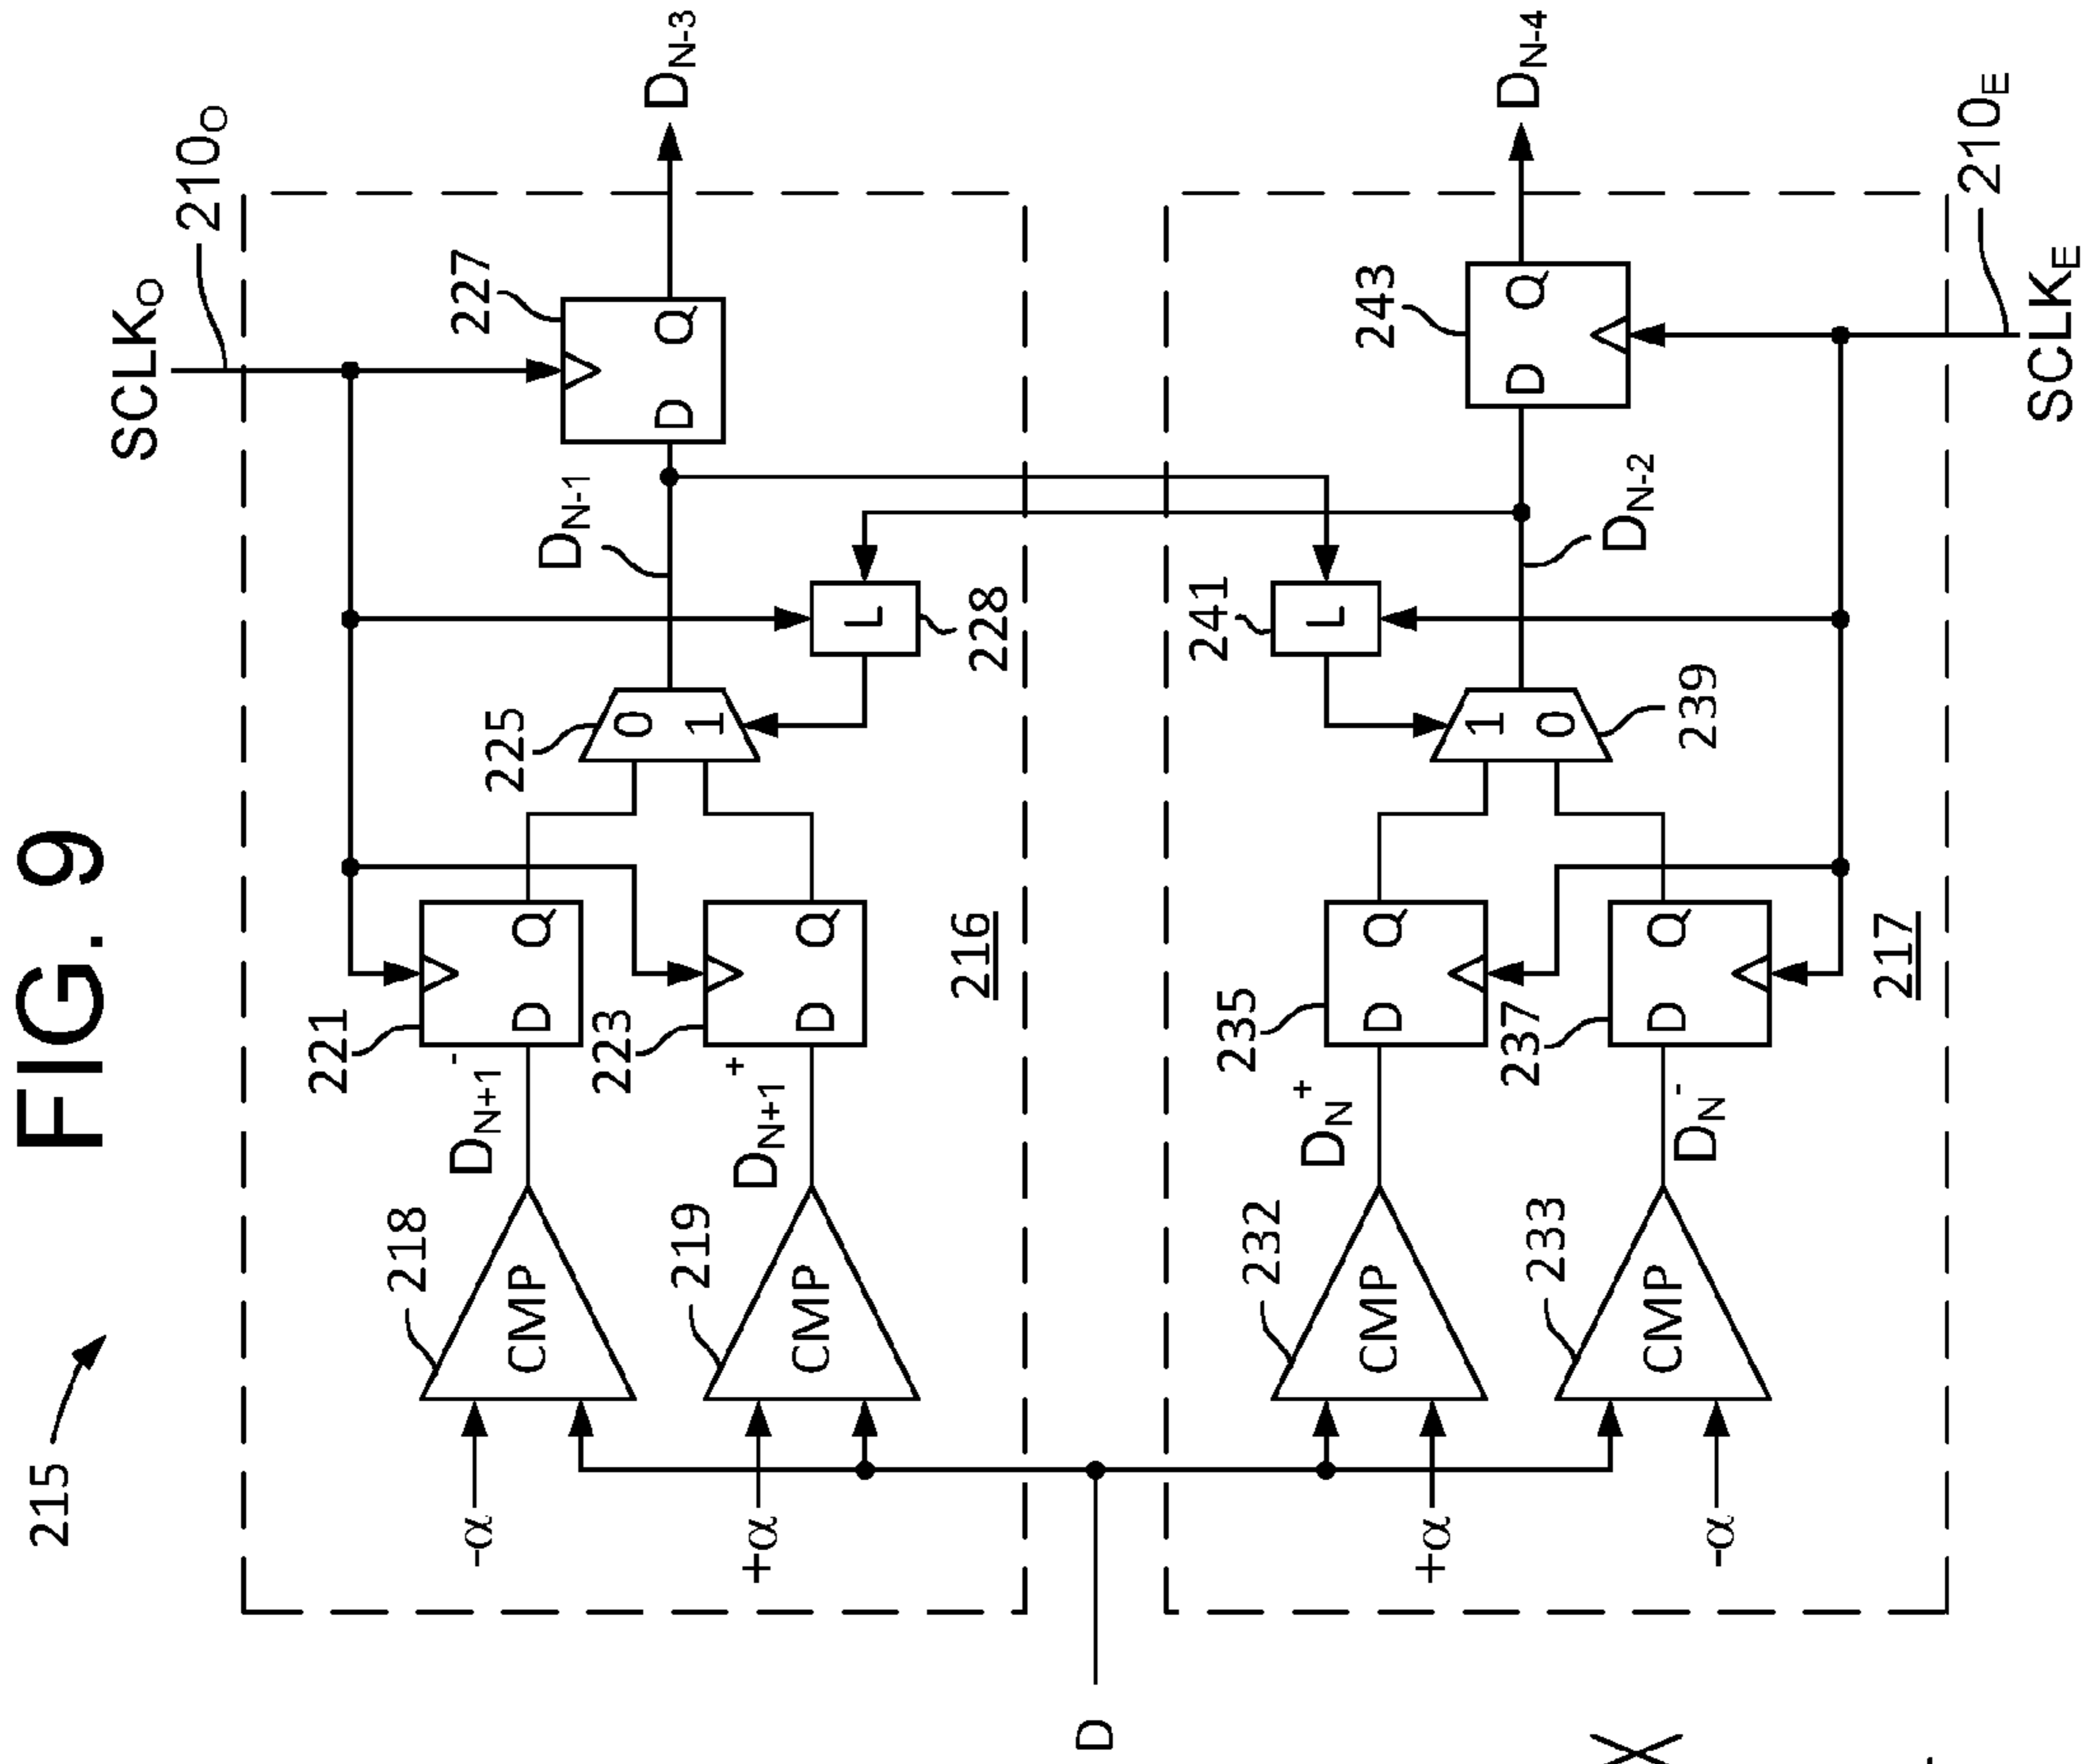 FIG. 9
215
SCLKO
210O
216
218
CMP
-α
DN+1-
221
D Q
219
CMP
+α
DN+1+
223
D Q
225
0
1
DN-1
L
228
227
D Q
DN-3
D
217
232
CMP
+α
DN+
235
D Q
233
CMP
-α
DN-
237
D Q
239
1
0
DN-2
L
241
243
D Q
DN-4
SCLKE
210E
X